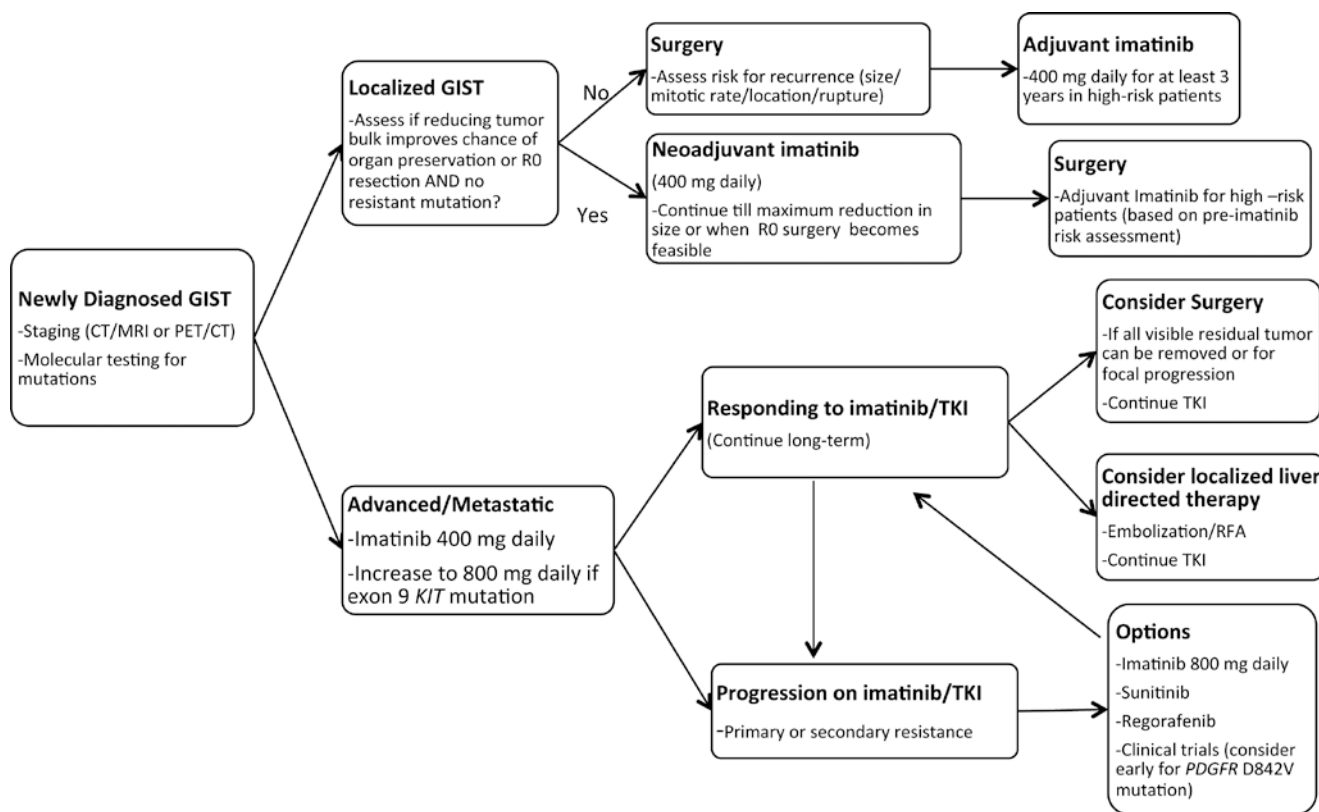 Newly Diagnosed GIST
-Staging (CT/MRI or PET/CT)
-Molecular testing for
mutations
Localized GIST
-Assess if reducing tumor
bulk improves chance of
organ preservation or R0
resection AND no
resistant mutation?
No
Yes
Surgery
-Assess risk for recurrence (size/
mitotic rate/location/rupture)
Adjuvant imatinib
-400 mg daily for at least 3
years in high-risk patients
Neoadjuvant imatinib
(400 mg daily)
-Continue till maximum reduction in
size or when R0 surgery becomes
feasible
Surgery
-Adjuvant Imatinib for high –risk
patients (based on pre-imatinib
risk assessment)
Advanced/Metastatic
-Imatinib 400 mg daily
-Increase to 800 mg daily if
exon 9 KIT mutation
Responding to imatinib/TKI
(Continue long-term)
Consider Surgery
-If all visible residual tumor
can be removed or for
focal progression
-Continue TKI
Consider localized liver
directed therapy
-Embolization/RFA
-Continue TKI
Progression on imatinib/TKI
-Primary or secondary resistance
Options
-Imatinib 800 mg daily
-Sunitinib
-Regorafenib
-Clinical trials (consider
early for PDGFR D842V
mutation)